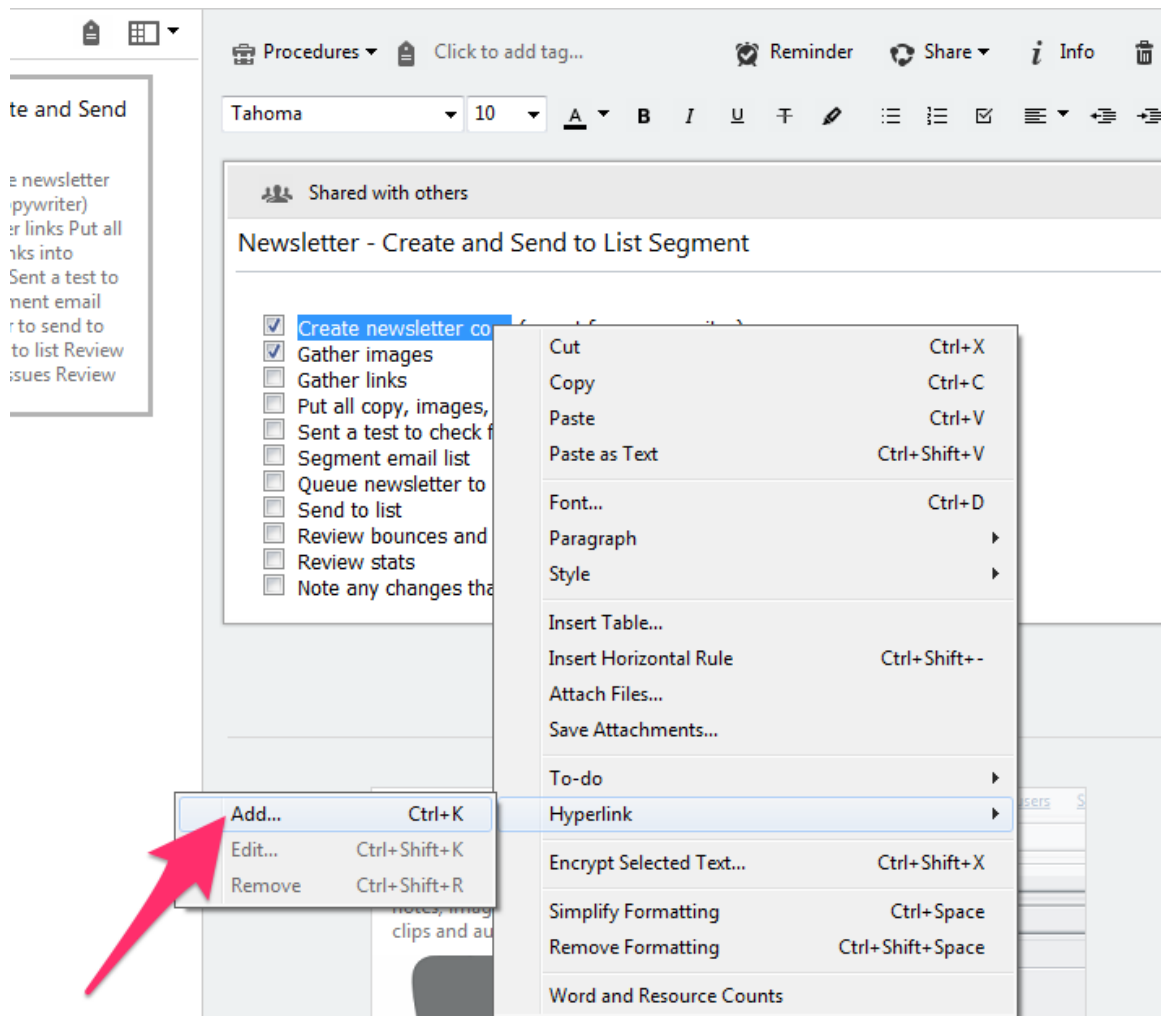 Procedures Click to add tag... Reminder Share Info
Tahoma 10 A B I U T
te and Send
e newsletter
pywriter)
er links Put all
nks into
Sent a test to
ment email
r to send to
to list Review
ssues Review
Shared with others
Newsletter - Create and Send to List Segment
Create newsletter co
Gather images
Gather links
Put all copy, images,
Sent a test to check f
Segment email list
Queue newsletter to
Send to list
Review bounces and
Review stats
Note any changes tha
Cut Ctrl+X
Copy Ctrl+C
Paste Ctrl+V
Paste as Text Ctrl+Shift+V
Font... Ctrl+D
Paragraph
Style
Insert Table...
Insert Horizontal Rule Ctrl+Shift+-
Attach Files...
Save Attachments...
To-do
Hyperlink
Encrypt Selected Text... Ctrl+Shift+X
Simplify Formatting Ctrl+Space
Remove Formatting Ctrl+Shift+Space
Word and Resource Counts
Add... Ctrl+K
Edit... Ctrl+Shift+K
Remove Ctrl+Shift+R
users S
notes, imag
clips and au